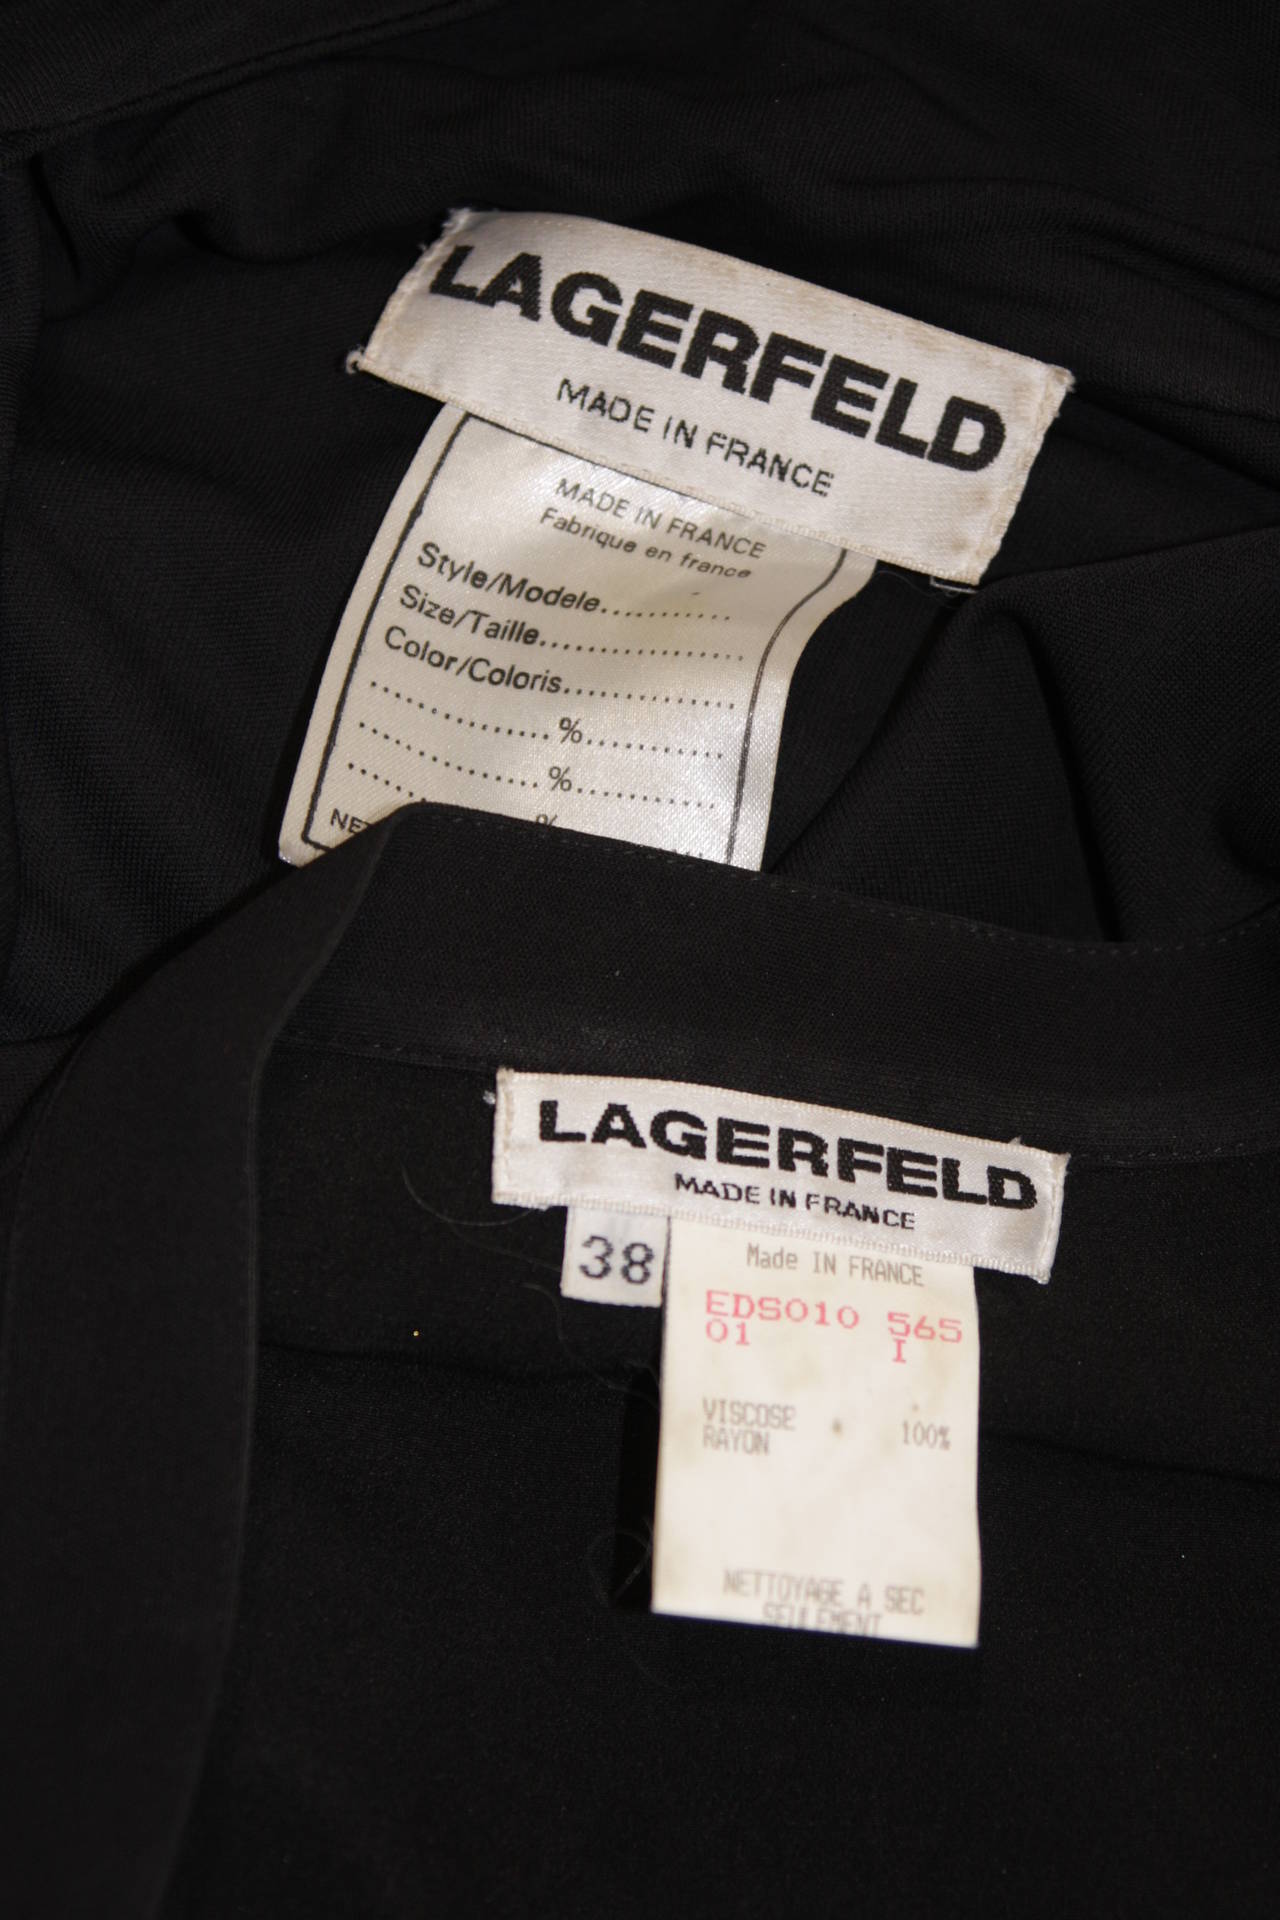 LAGERFELD
MADE IN FRANCE
MADE IN FRANCE
Fabrique en france
Style/Modele............
Size/Taille..................
Color/Coloris...............
................%............
................%............
%
LAGERFELD
MADE IN FRANCE
38
Made IN FRANCE
EDS010 565
01 I
VISCOSE 100%
RAYON
NETTOYAGE A SEC
SEULEMENT